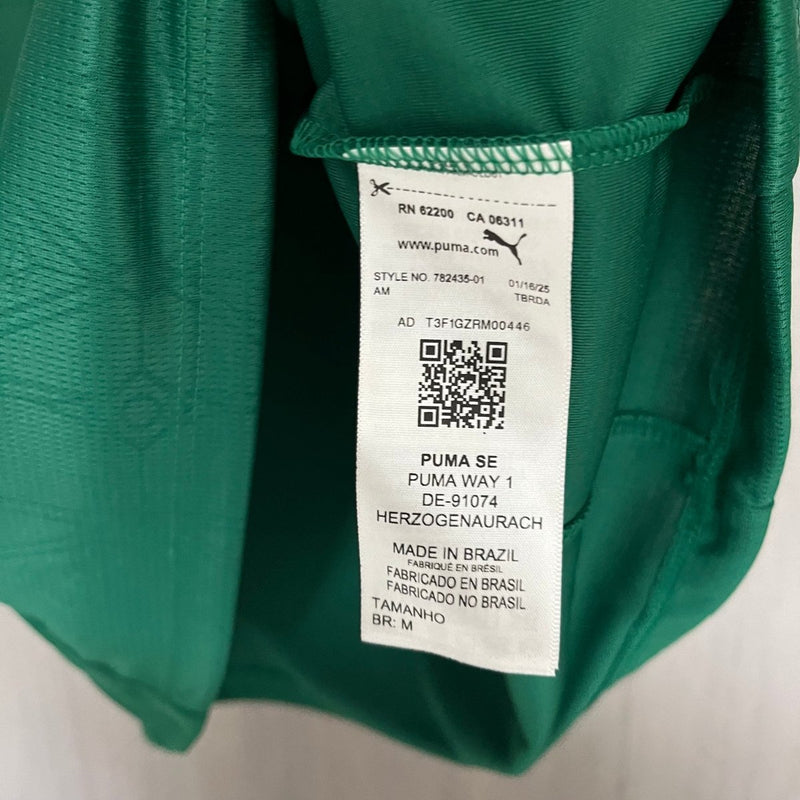 RN 62200 CA 06311
www.puma.com
STYLE NO. 782435-01 01/16/25
AM TBRDA
AD T3F1GZRM00446
PUMA SE
PUMA WAY 1
DE-91074
HERZOGENAURACH
MADE IN BRAZIL
FABRIQUÉ EN BRÉSIL
FABRICADO EN BRASIL
FABRICADO NO BRASIL
TAMANHO
BR: M